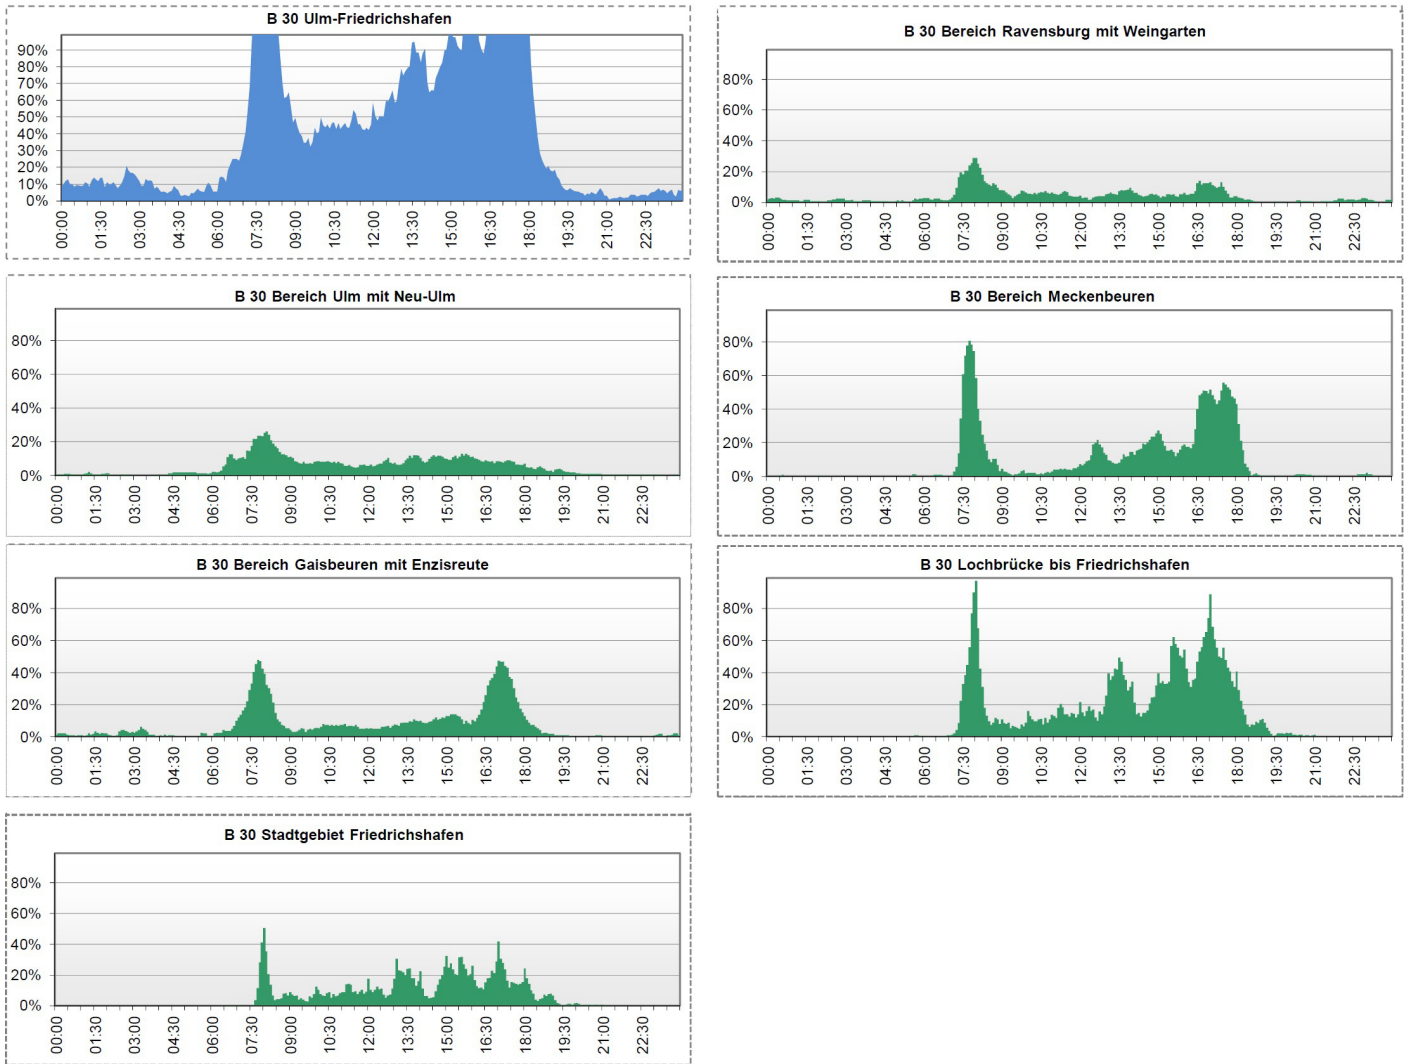 B 30 Ulm-Friedrichshafen
90%
80%
70%
60%
50%
40%
30%
20%
10%
0%
00:00 01:30 03:00 04:30 06:00 07:30 09:00 10:30 12:00 13:30 15:00 16:30 18:00 19:30 21:00 22:30
B 30 Bereich Ravensburg mit Weingarten
80%
60%
40%
20%
0%
00:00 01:30 03:00 04:30 06:00 07:30 09:00 10:30 12:00 13:30 15:00 16:30 18:00 19:30 21:00 22:30
B 30 Bereich Ulm mit Neu-Ulm
80%
60%
40%
20%
0%
00:00 01:30 03:00 04:30 06:00 07:30 09:00 10:30 12:00 13:30 15:00 16:30 18:00 19:30 21:00 22:30
B 30 Bereich Meckenbeuren
80%
60%
40%
20%
0%
00:00 01:30 03:00 04:30 06:00 07:30 09:00 10:30 12:00 13:30 15:00 16:30 18:00 19:30 21:00 22:30
B 30 Bereich Gaisbeuren mit Enzisreute
80%
60%
40%
20%
0%
00:00 01:30 03:00 04:30 06:00 07:30 09:00 10:30 12:00 13:30 15:00 16:30 18:00 19:30 21:00 22:30
B 30 Lochbrücke bis Friedrichshafen
80%
60%
40%
20%
0%
00:00 01:30 03:00 04:30 06:00 07:30 09:00 10:30 12:00 13:30 15:00 16:30 18:00 19:30 21:00 22:30
B 30 Stadtgebiet Friedrichshafen
80%
60%
40%
20%
0%
00:00 01:30 03:00 04:30 06:00 07:30 09:00 10:30 12:00 13:30 15:00 16:30 18:00 19:30 21:00 22:30